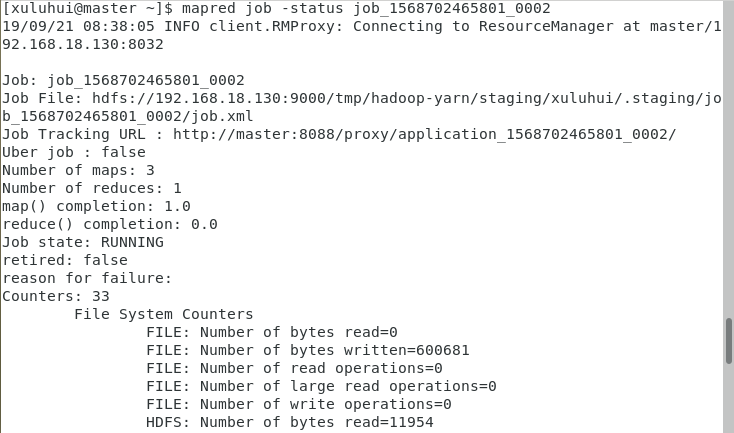 [xuluhui@master ~]$ mapred job -status job_1568702465801_0002
19/09/21 08:38:05 INFO client.RMProxy: Connecting to ResourceManager at master/1
92.168.18.130:8032
Job: job_1568702465801_0002
Job File: hdfs://192.168.18.130:9000/tmp/hadoop-yarn/staging/xuluhui/.staging/jo
b_1568702465801_0002/job.xml
Job Tracking URL : http://master:8088/proxy/application_1568702465801_0002/
Uber job : false
Number of maps: 3
Number of reduces: 1
map() completion: 1.0
reduce() completion: 0.0
Job state: RUNNING
retired: false
reason for failure:
Counters: 33
File System Counters
FILE: Number of bytes read=0
FILE: Number of bytes written=600681
FILE: Number of read operations=0
FILE: Number of large read operations=0
FILE: Number of write operations=0
HDFS: Number of bytes read=11954